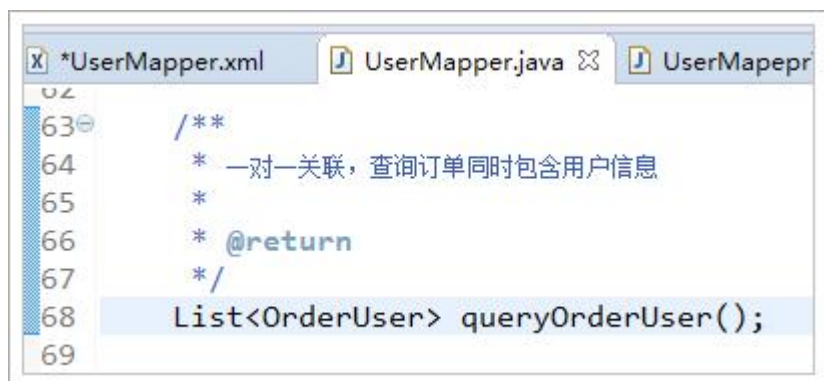 *UserMapper.xml UserMapper.java UserMapepr
62
63 /**
64 * 一对一关联，查询订单同时包含用户信息
65 *
66 * @return
67 */
68 List<OrderUser> queryOrderUser();
69